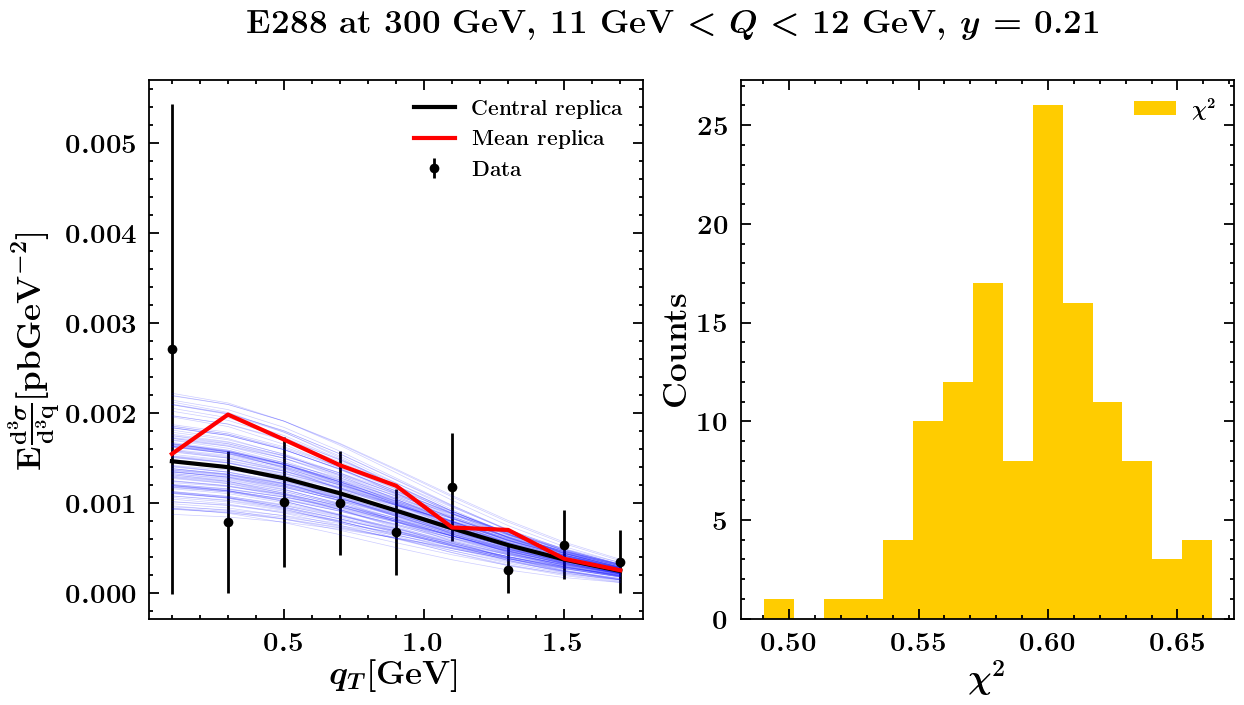 E288 at 300 GeV, 11 GeV < Q < 12 GeV, y = 0.21
Central replica
Mean replica
Data
0.005
0.004
0.003
0.002
0.001
0.000
E d³σ/d³q [pbGeV⁻²]
0.5 1.0 1.5
q_T[GeV]
χ²
25
20
15
10
5
0
Counts
0.50 0.55 0.60 0.65
χ²